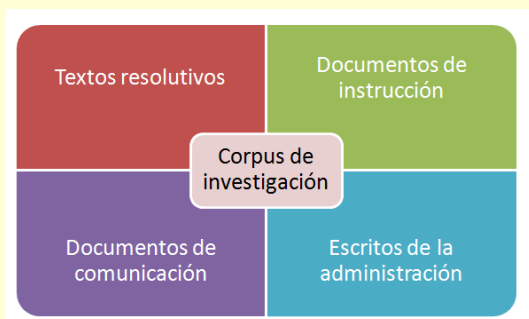 Textos resolutivos
Documentos de
instrucción
Corpus de
investigación
Documentos de
comunicación
Escritos de la
administración